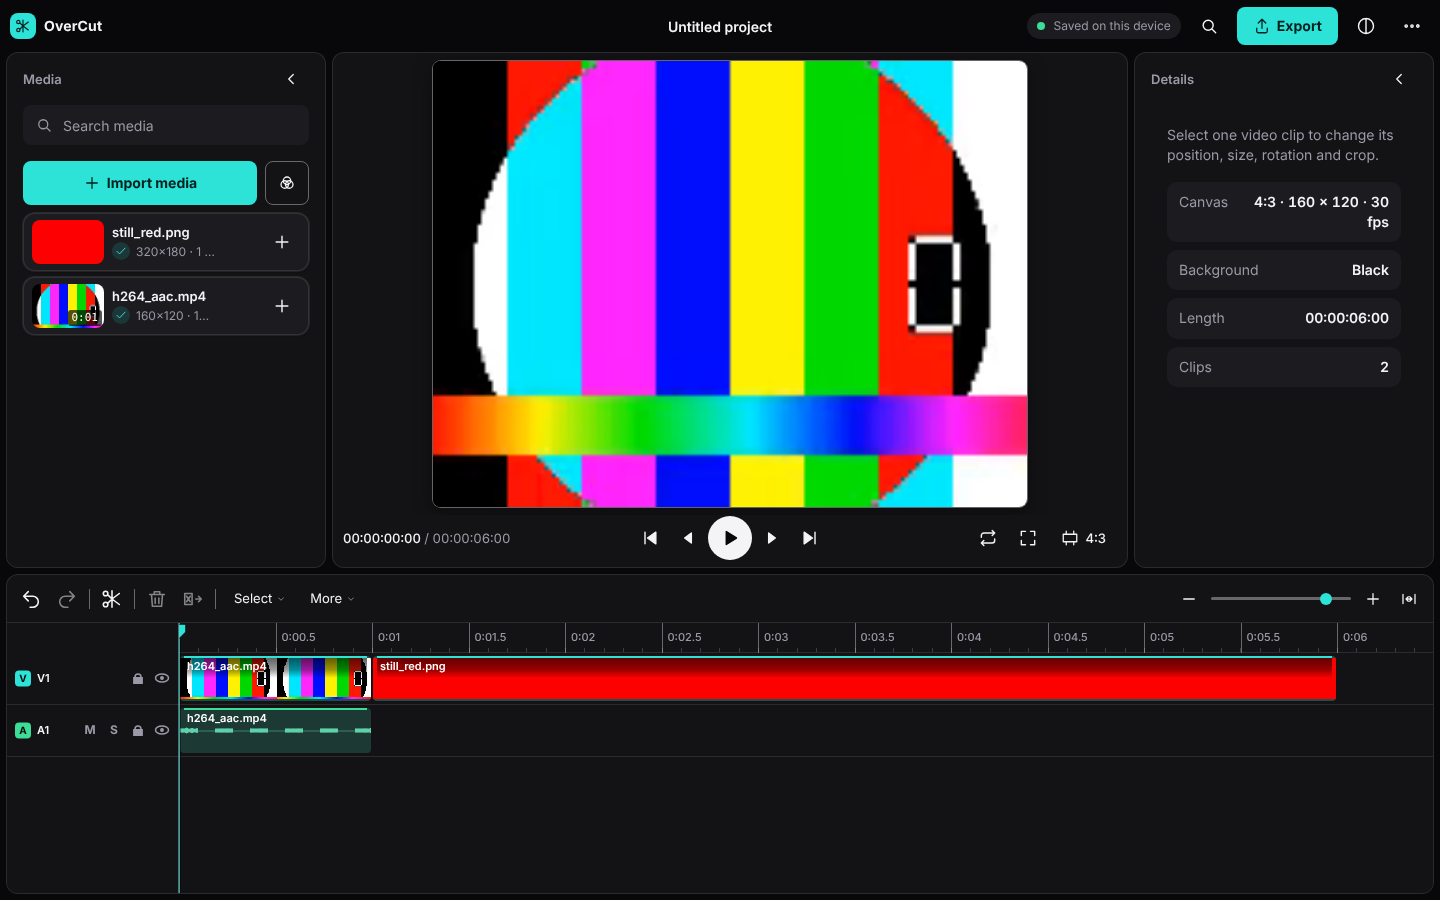 OverCut
Untitled project
Saved on this device
Export
Media
Search media
Import media
still_red.png
320×180 · 1 ...
h264_aac.mp4
0:01
160×120 · 1...
00:00:00:00 / 00:00:06:00
4:3
Details
Select one video clip to change its
position, size, rotation and crop.
Canvas
4:3 · 160 × 120 · 30
fps
Background
Black
Length
00:00:06:00
Clips
2
Select
More
0:00.5
0:01
0:01.5
0:02
0:02.5
0:03
0:03.5
0:04
0:04.5
0:05
0:05.5
0:06
V
V1
h264_aac.mp4
still_red.png
A
A1
M
S
h264_aac.mp4